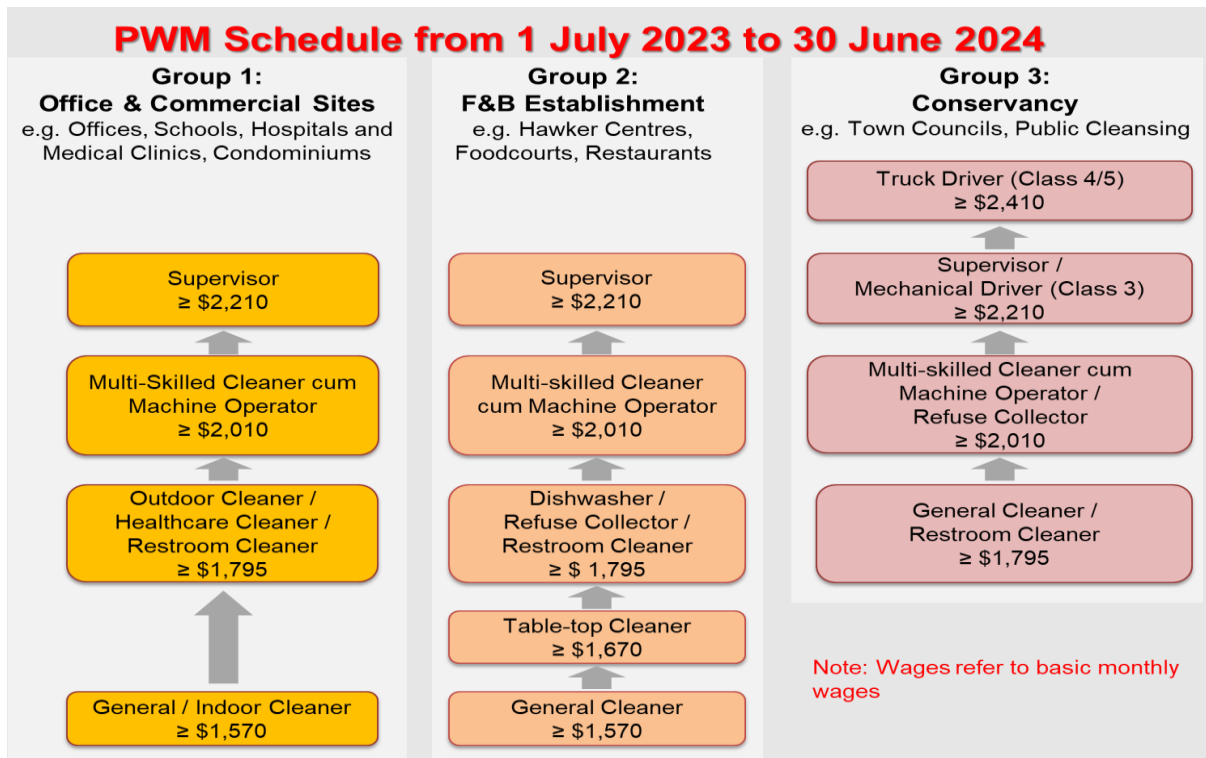 PWM Schedule from 1 July 2023 to 30 June 2024
Group 1:
Office & Commercial Sites
e.g. Offices, Schools, Hospitals and
Medical Clinics, Condominiums
Supervisor
≥ $2,210
Multi-Skilled Cleaner cum
Machine Operator
≥ $2,010
Outdoor Cleaner /
Healthcare Cleaner /
Restroom Cleaner
≥ $1,795
General / Indoor Cleaner
≥ $1,570
Group 2:
F&B Establishment
e.g. Hawker Centres,
Foodcourts, Restaurants
Supervisor
≥ $2,210
Multi-skilled Cleaner
cum Machine Operator
≥ $2,010
Dishwasher /
Refuse Collector /
Restroom Cleaner
≥ $ 1,795
Table-top Cleaner
≥ $1,670
General Cleaner
≥ $1,570
Group 3:
Conservancy
e.g. Town Councils, Public Cleansing
Truck Driver (Class 4/5)
≥ $2,410
Supervisor /
Mechanical Driver (Class 3)
≥ $2,210
Multi-skilled Cleaner cum
Machine Operator /
Refuse Collector
≥ $2,010
General Cleaner /
Restroom Cleaner
≥ $1,795
Note: Wages refer to basic monthly
wages